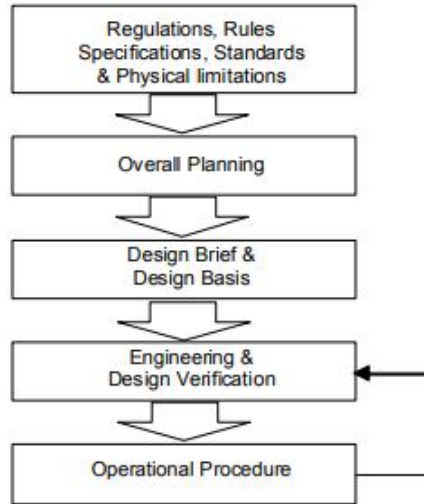 Regulations, Rules
Specifications, Standards
& Physical limitations
Overall Planning
Design Brief &
Design Basis
Engineering &
Design Verification
Operational Procedure